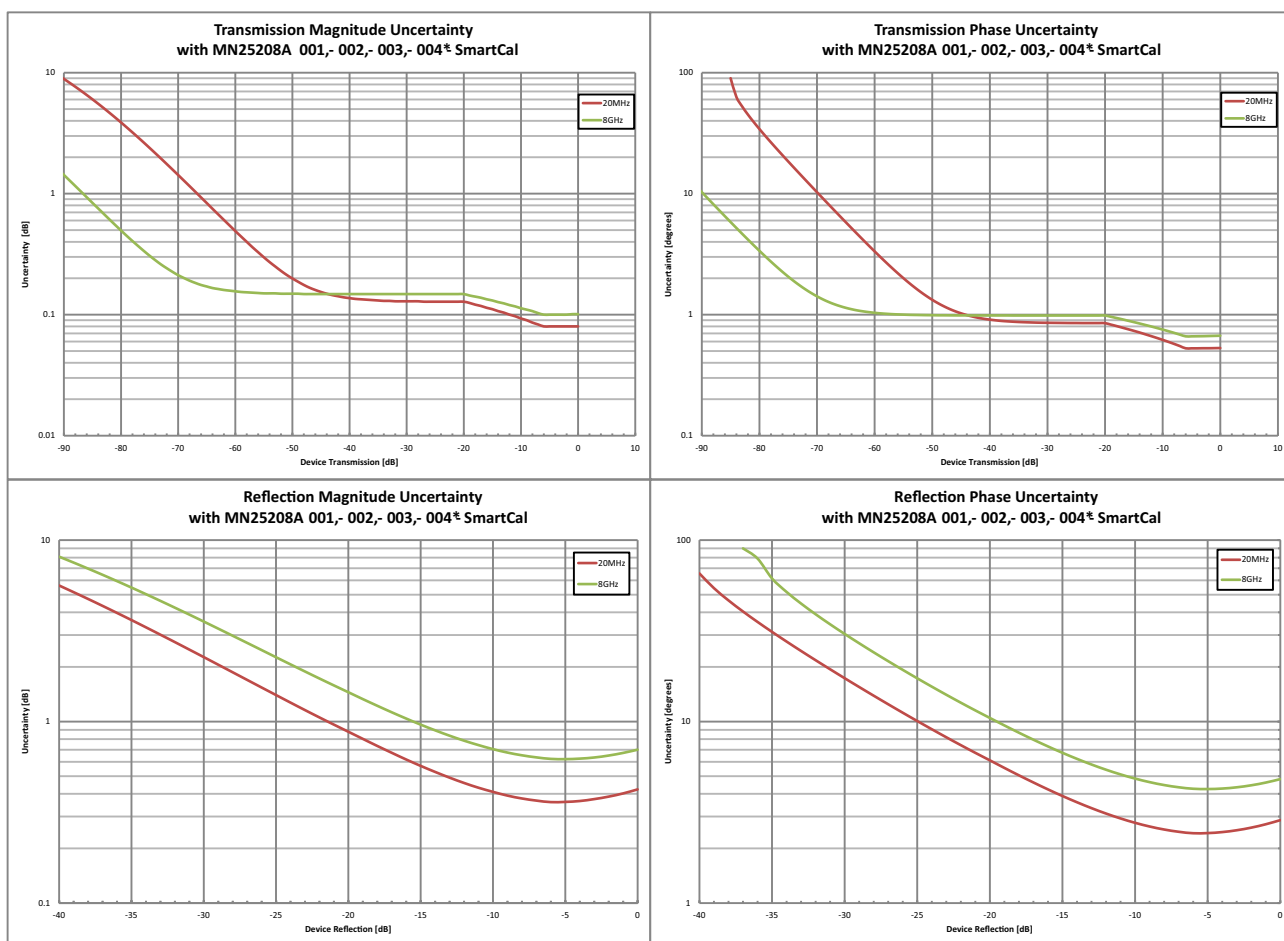 Transmission Magnitude Uncertainty
with MN25208A 001,- 002,- 003,- 004* SmartCal
10
1
0.1
0.01
Uncertainty [dB]
20MHz
8GHz
-90 -80 -70 -60 -50 -40 -30 -20 -10 0 10
Device Transmission [dB]
Transmission Phase Uncertainty
with MN25208A 001,- 002,- 003,- 004* SmartCal
100
10
1
0.1
Uncertainty [degrees]
20MHz
8GHz
-90 -80 -70 -60 -50 -40 -30 -20 -10 0 10
Device Transmission [dB]
Reflection Magnitude Uncertainty
with MN25208A 001,- 002,- 003,- 004* SmartCal
10
1
0.1
Uncertainty [dB]
20MHz
8GHz
-40 -35 -30 -25 -20 -15 -10 -5 0
Device Reflection [dB]
Reflection Phase Uncertainty
with MN25208A 001,- 002,- 003,- 004* SmartCal
100
10
1
Uncertainty [degrees]
20MHz
8GHz
-40 -35 -30 -25 -20 -15 -10 -5 0
Device Reflection [dB]